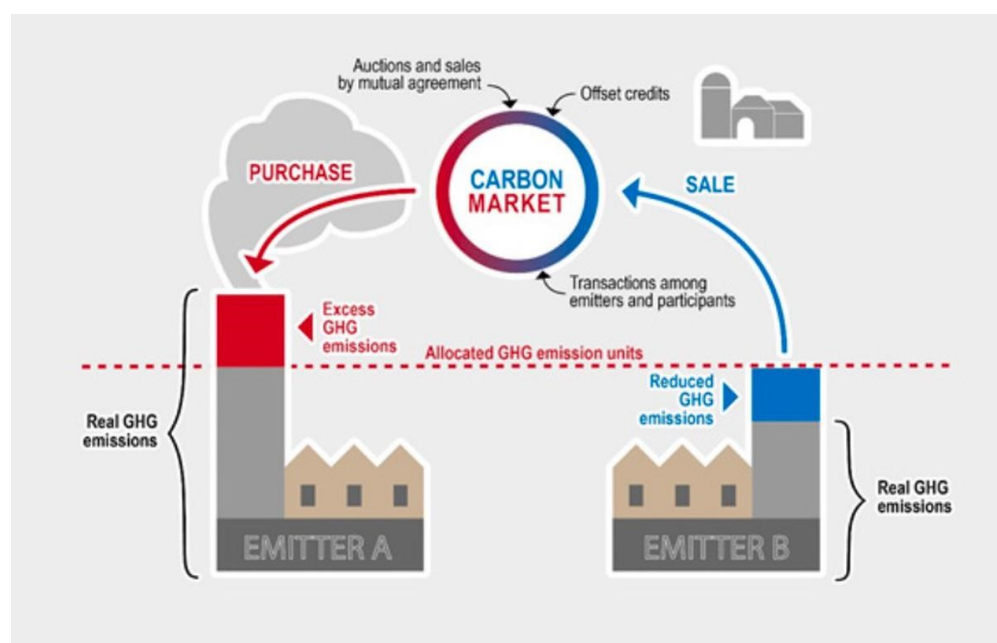 Auctions and sales
by mutual agreement
Offset credits
PURCHASE
CARBON
MARKET
SALE
Transactions among
emitters and participants
Excess
GHG
emissions
Allocated GHG emission units
Reduced
GHG
emissions
Real GHG
emissions
Real GHG
emissions
EMITTER A
EMITTER B